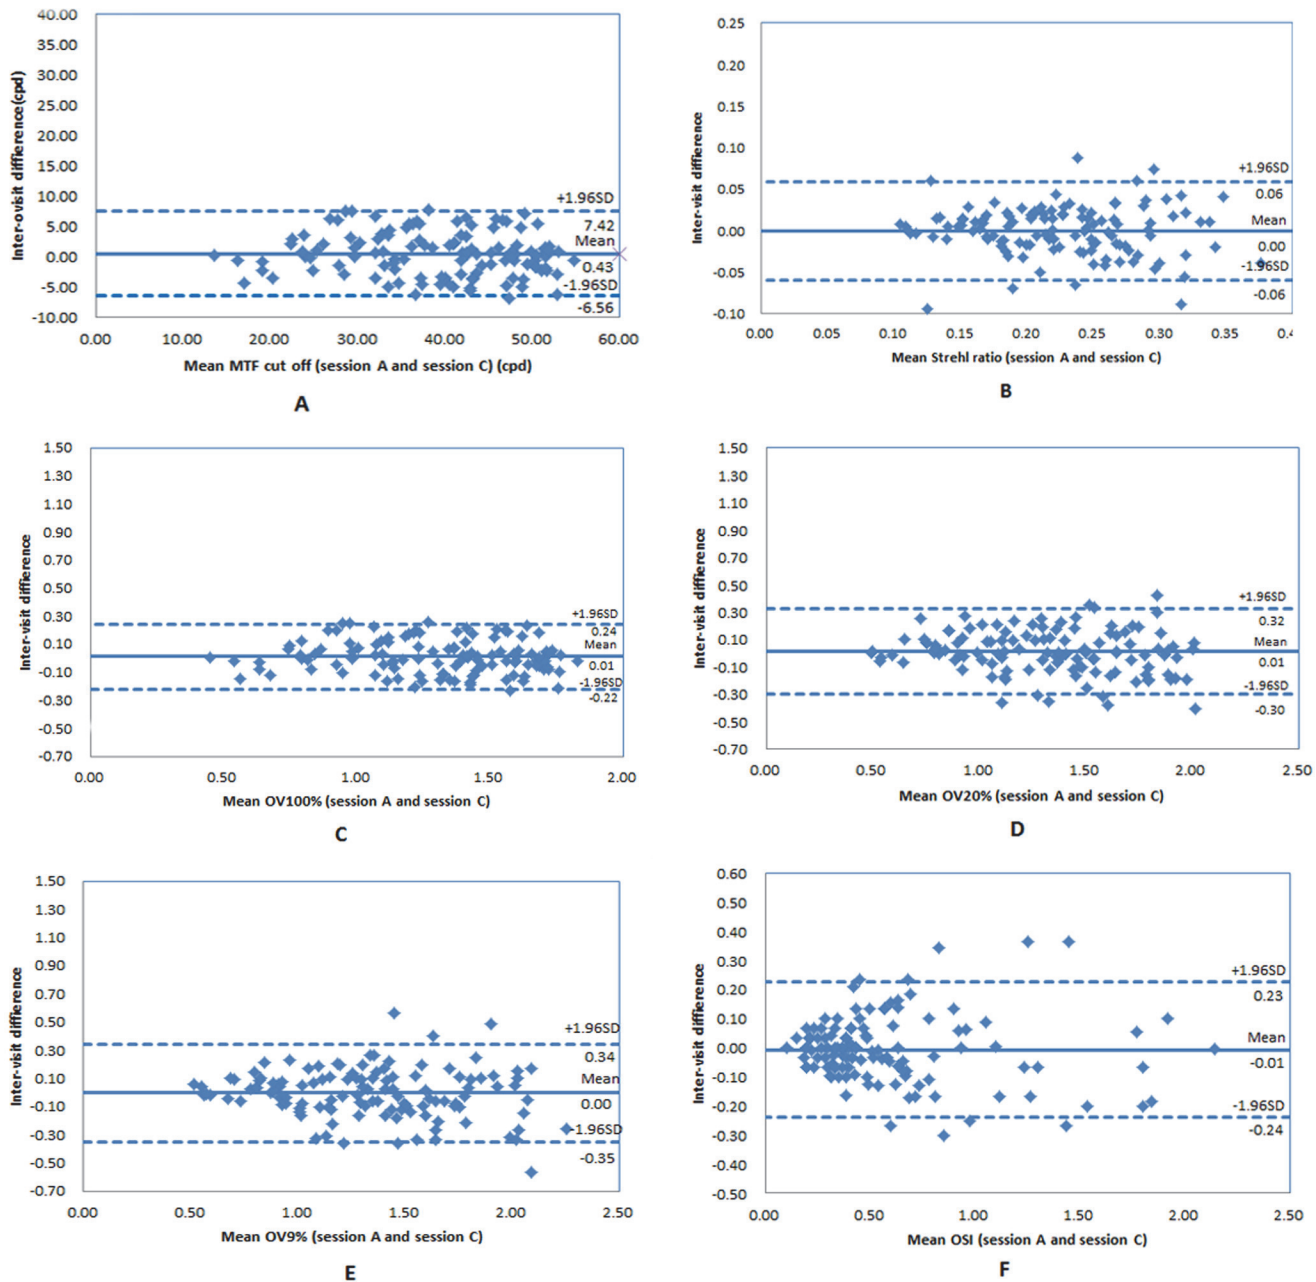 40.00
35.00
30.00
25.00
20.00
15.00
10.00
5.00
0.00
-5.00
-10.00
Inter-ovisit diffierence(cpd)
+1.96SD
7.42
Mean
0.43
-1.96SD
-6.56
0.00 10.00 20.00 30.00 40.00 50.00 60.00
Mean MTF cut off (session A and session C) (cpd)
A
0.25
0.20
0.15
0.10
0.05
0.00
-0.05
-0.10
Inter-visit diffierence
+1.96SD
0.06
Mean
0.00
-1.96SD
-0.06
0.00 0.05 0.10 0.15 0.20 0.25 0.30 0.35
Mean Strehl ratio (session A and session C)
B
1.50
1.30
1.10
0.90
0.70
0.50
0.30
0.10
-0.10
-0.30
-0.50
-0.70
Inter-visit diffierence
+1.96SD
0.24
Mean
0.01
-1.96SD
-0.22
0.00 0.50 1.00 1.50 2.00
Mean OV100% (session A and session C)
C
1.50
1.30
1.10
0.90
0.70
0.50
0.30
0.10
-0.10
-0.30
-0.50
-0.70
Inter-visit diffierence
+1.96SD
0.32
Mean
0.01
-1.96SD
-0.30
0.00 0.50 1.00 1.50 2.00 2.50
Mean OV20% (session A and session C)
D
1.50
1.30
1.10
0.90
0.70
0.50
0.30
0.10
-0.10
-0.30
-0.50
-0.70
Inter-visit diffierence
+1.96SD
0.34
Mean
0.00
-1.96SD
-0.35
0.00 0.50 1.00 1.50 2.00 2.50
Mean OV9% (session A and session C)
E
0.60
0.50
0.40
0.30
0.20
0.10
0.00
-0.10
-0.20
-0.30
-0.40
-0.50
Inter-visit diffierence
+1.96SD
0.23
Mean
-0.01
-1.96SD
-0.24
0.00 0.50 1.00 1.50 2.00 2.50
Mean OSI (session A and session C)
F